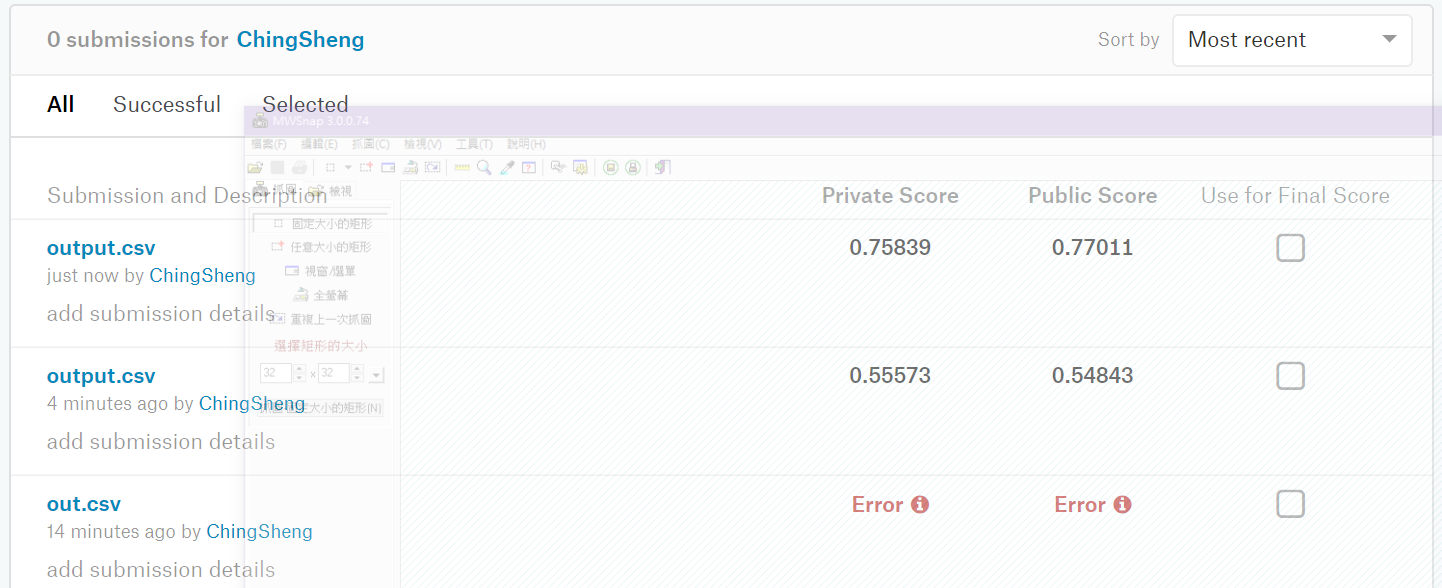 0 submissions for ChingSheng
Sort by Most recent
All Successful Selected
MWSnap 3.0.0.74
檔案(F) 編輯(E) 抓圖(C) 檢視(V) 工具(T) 說明(H)
抓圖 檢視
Submission and Description Private Score Public Score Use for Final Score
固定大小的矩形
output.csv 0.75839 0.77011
任意大小的矩形
just now by ChingSheng
視窗/選單
全螢幕
add submission details
重複上一次抓圖
選擇矩形的大小
32 x 32
output.csv 0.55573 0.54843
4 minutes ago by ChingSheng
固定大小的矩形(N)
add submission details
out.csv Error Error
14 minutes ago by ChingSheng
add submission details